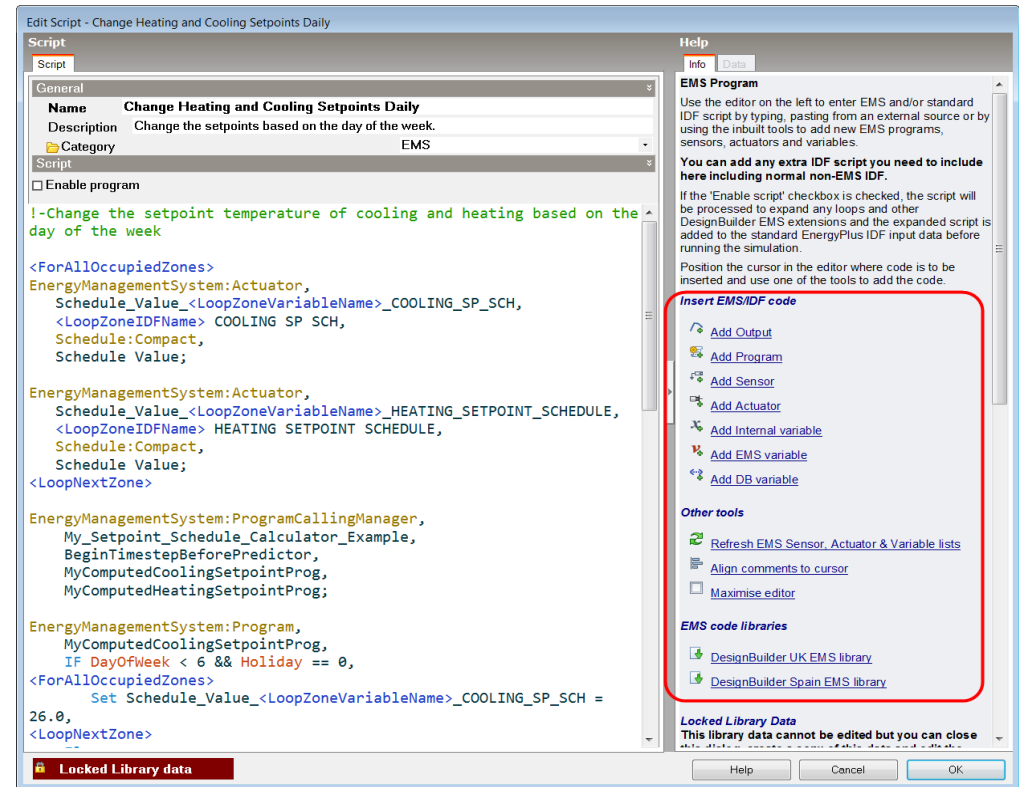 Edit Script - Change Heating and Cooling Setpoints Daily
Script
Script
General
Name Change Heating and Cooling Setpoints Daily
Description Change the setpoints based on the day of the week.
Category EMS
Script
Enable program
!-Change the setpoint temperature of cooling and heating based on the
day of the week
<ForAllOccupiedZones>
EnergyManagementSystem:Actuator,
Schedule_Value_<LoopZoneVariableName>_COOLING_SP_SCH,
<LoopZoneIDFName> COOLING SP SCH,
Schedule:Compact,
Schedule Value;
EnergyManagementSystem:Actuator,
Schedule_Value_<LoopZoneVariableName>_HEATING_SETPOINT_SCHEDULE,
<LoopZoneIDFName> HEATING SETPOINT SCHEDULE,
Schedule:Compact,
Schedule Value;
<LoopNextZone>
EnergyManagementSystem:ProgramCallingManager,
My_Setpoint_Schedule_Calculator_Example,
BeginTimestepBeforePredictor,
MyComputedCoolingSetpointProg,
MyComputedHeatingSetpointProg;
EnergyManagementSystem:Program,
MyComputedCoolingSetpointProg,
IF DayOfWeek < 6 && Holiday == 0,
<ForAllOccupiedZones>
Set Schedule_Value_<LoopZoneVariableName>_COOLING_SP_SCH =
26.0,
<LoopNextZone>
Locked Library data
Help
Info Data
EMS Program
Use the editor on the left to enter EMS and/or standard
IDF script by typing, pasting from an external source or by
using the inbuilt tools to add new EMS programs,
sensors, actuators and variables.
You can add any extra IDF script you need to include
here including normal non-EMS IDF.
If the 'Enable script' checkbox is checked, the script will
be processed to expand any loops and other
DesignBuilder EMS extensions and the expanded script is
added to the standard EnergyPlus IDF input data before
running the simulation.
Position the cursor in the editor where code is to be
inserted and use one of the tools to add the code.
Insert EMS/IDF code
Add Output
Add Program
Add Sensor
Add Actuator
Add Internal variable
Add EMS variable
Add DB variable
Other tools
Refresh EMS Sensor, Actuator & Variable lists
Align comments to cursor
Maximise editor
EMS code libraries
DesignBuilder UK EMS library
DesignBuilder Spain EMS library
Locked Library Data
This library data cannot be edited but you can close
Help Cancel OK